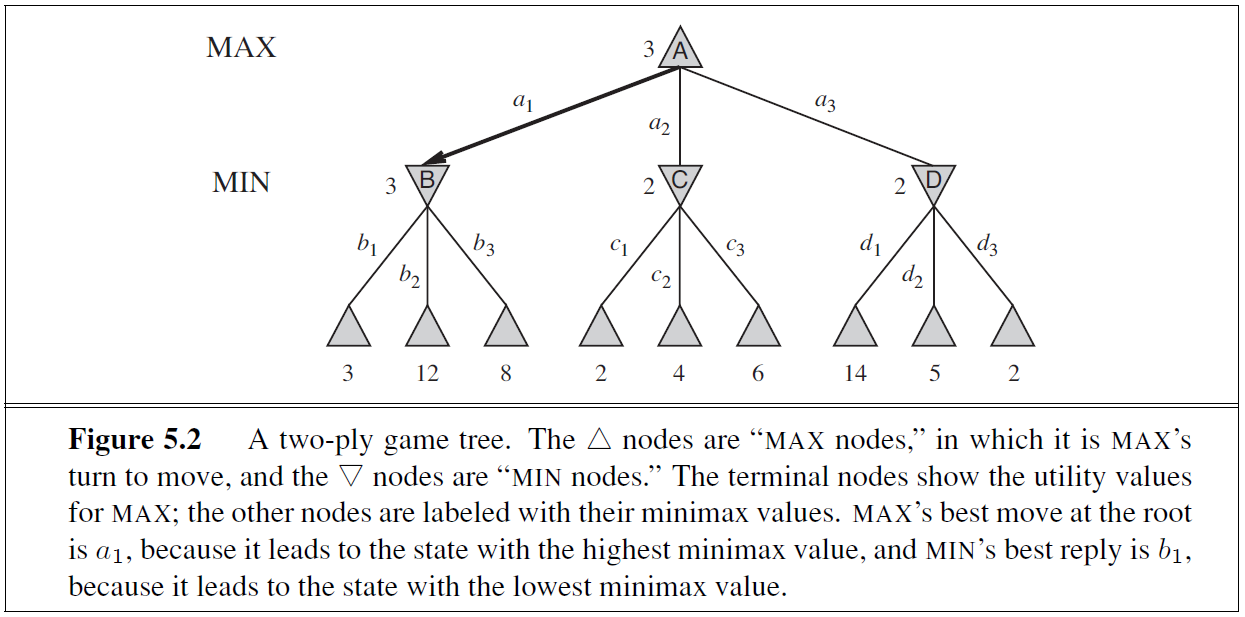 MAX 3 A
a1 a2 a3
MIN 3 B 2 C 2 D
b1 b2 b3 c1 c2 c3 d1 d2 d3
3 12 8 2 4 6 14 5 2
Figure 5.2 A two-ply game tree. The △ nodes are “MAX nodes,” in which it is MAX’s
turn to move, and the ▽ nodes are “MIN nodes.” The terminal nodes show the utility values
for MAX; the other nodes are labeled with their minimax values. MAX’s best move at the root
is a1, because it leads to the state with the highest minimax value, and MIN’s best reply is b1,
because it leads to the state with the lowest minimax value.